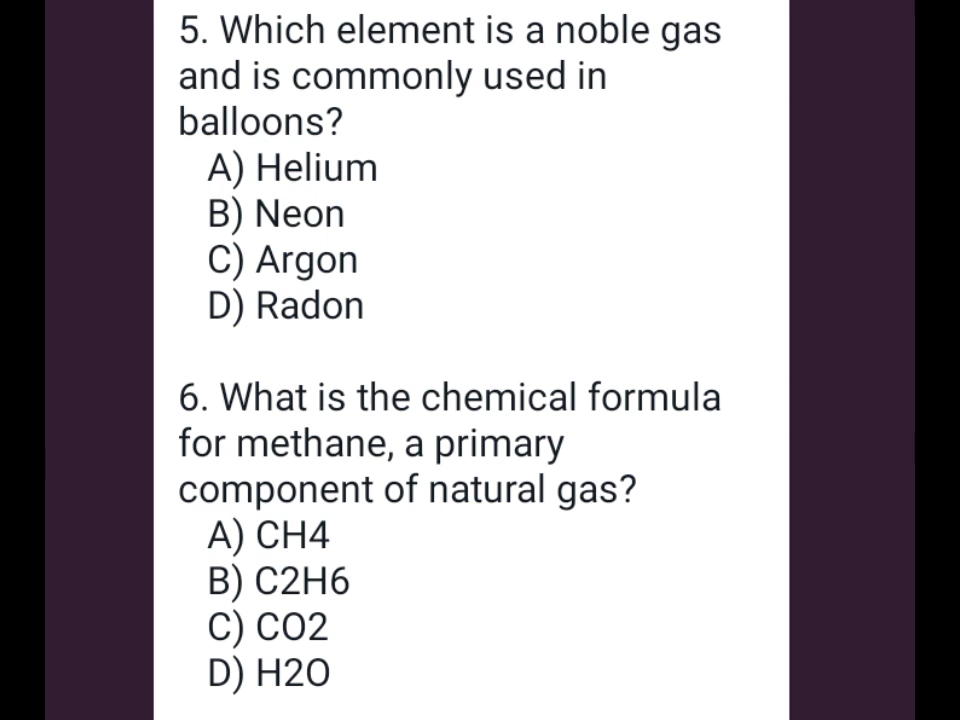 5. Which element is a noble gas
and is commonly used in
balloons?
A) Helium
B) Neon
C) Argon
D) Radon
6. What is the chemical formula
for methane, a primary
component of natural gas?
A) CH4
B) C2H6
C) CO2
D) H2O